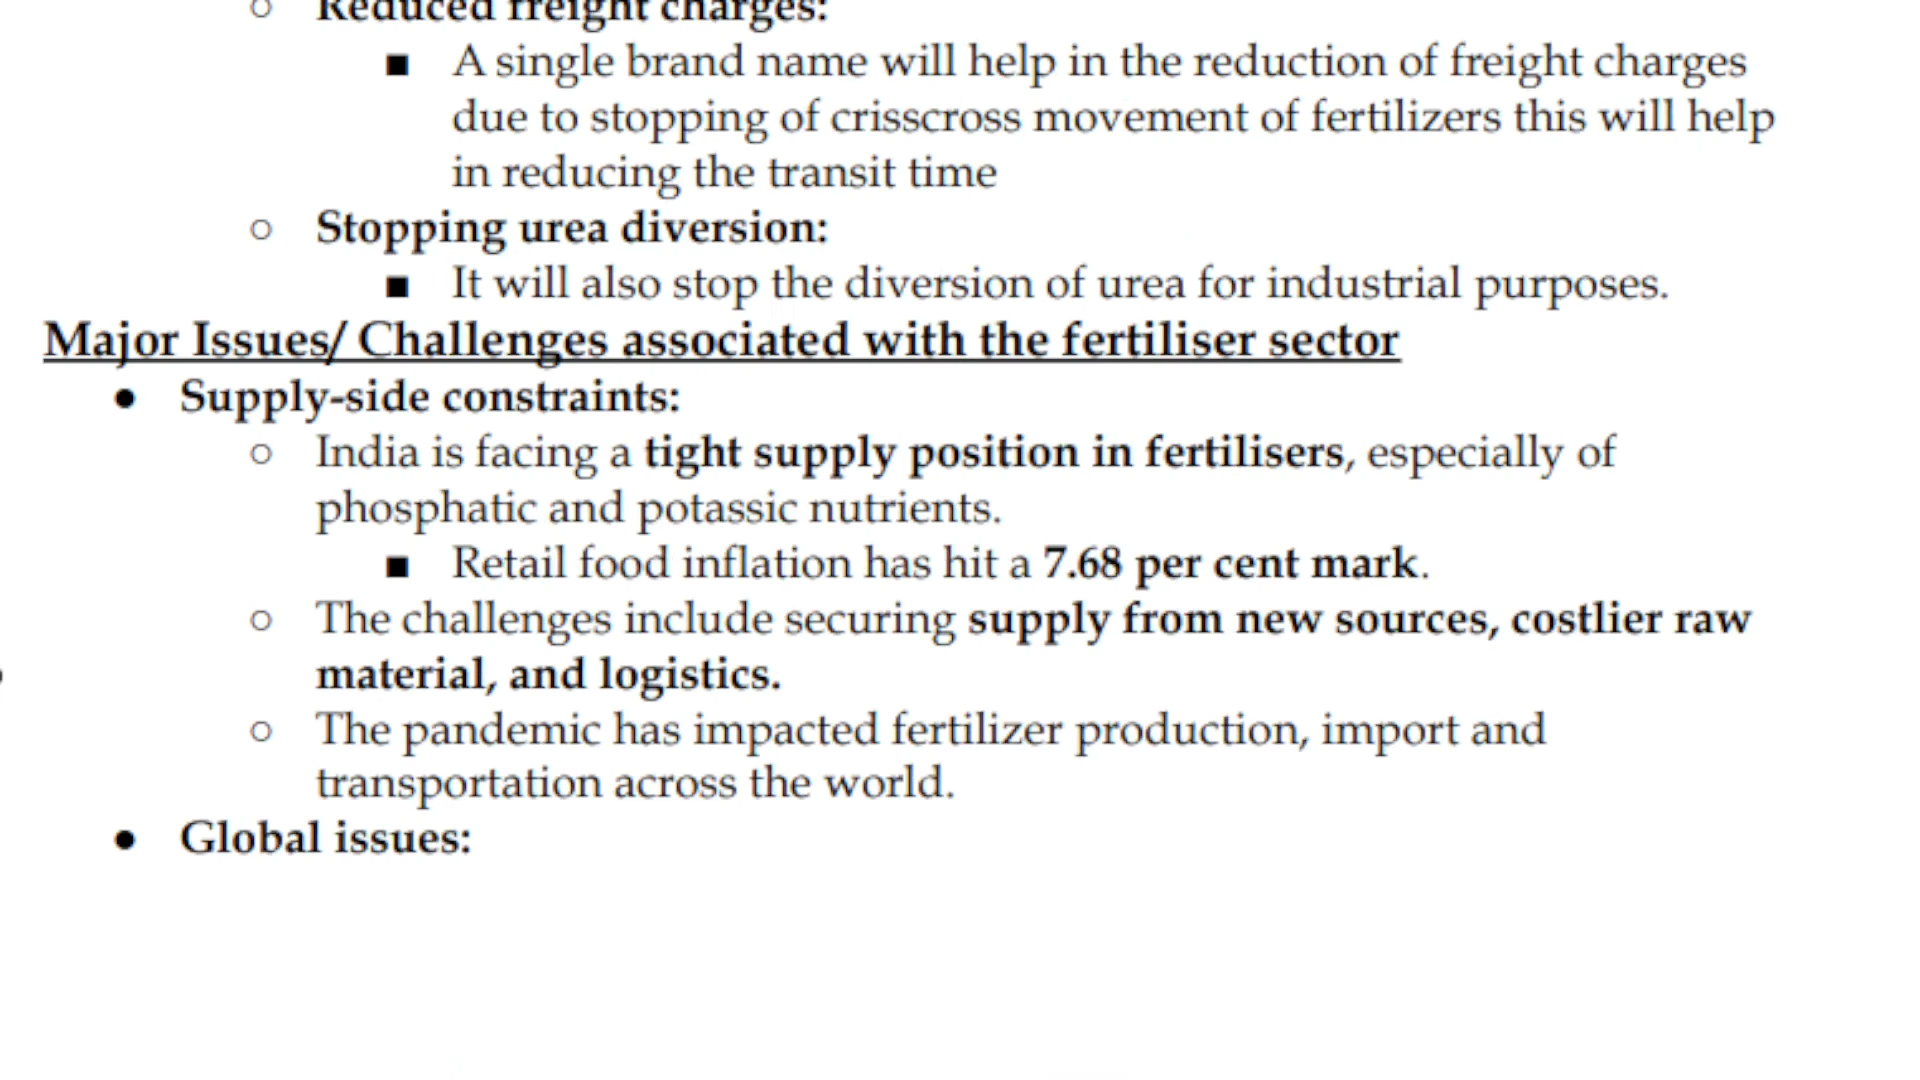 ○ Reduced freight charges:
■ A single brand name will help in the reduction of freight charges
due to stopping of crisscross movement of fertilizers this will help
in reducing the transit time
○ Stopping urea diversion:
■ It will also stop the diversion of urea for industrial purposes.
Major Issues/ Challenges associated with the fertiliser sector
● Supply-side constraints:
○ India is facing a tight supply position in fertilisers, especially of
phosphatic and potassic nutrients.
■ Retail food inflation has hit a 7.68 per cent mark.
○ The challenges include securing supply from new sources, costlier raw
material, and logistics.
○ The pandemic has impacted fertilizer production, import and
transportation across the world.
● Global issues: